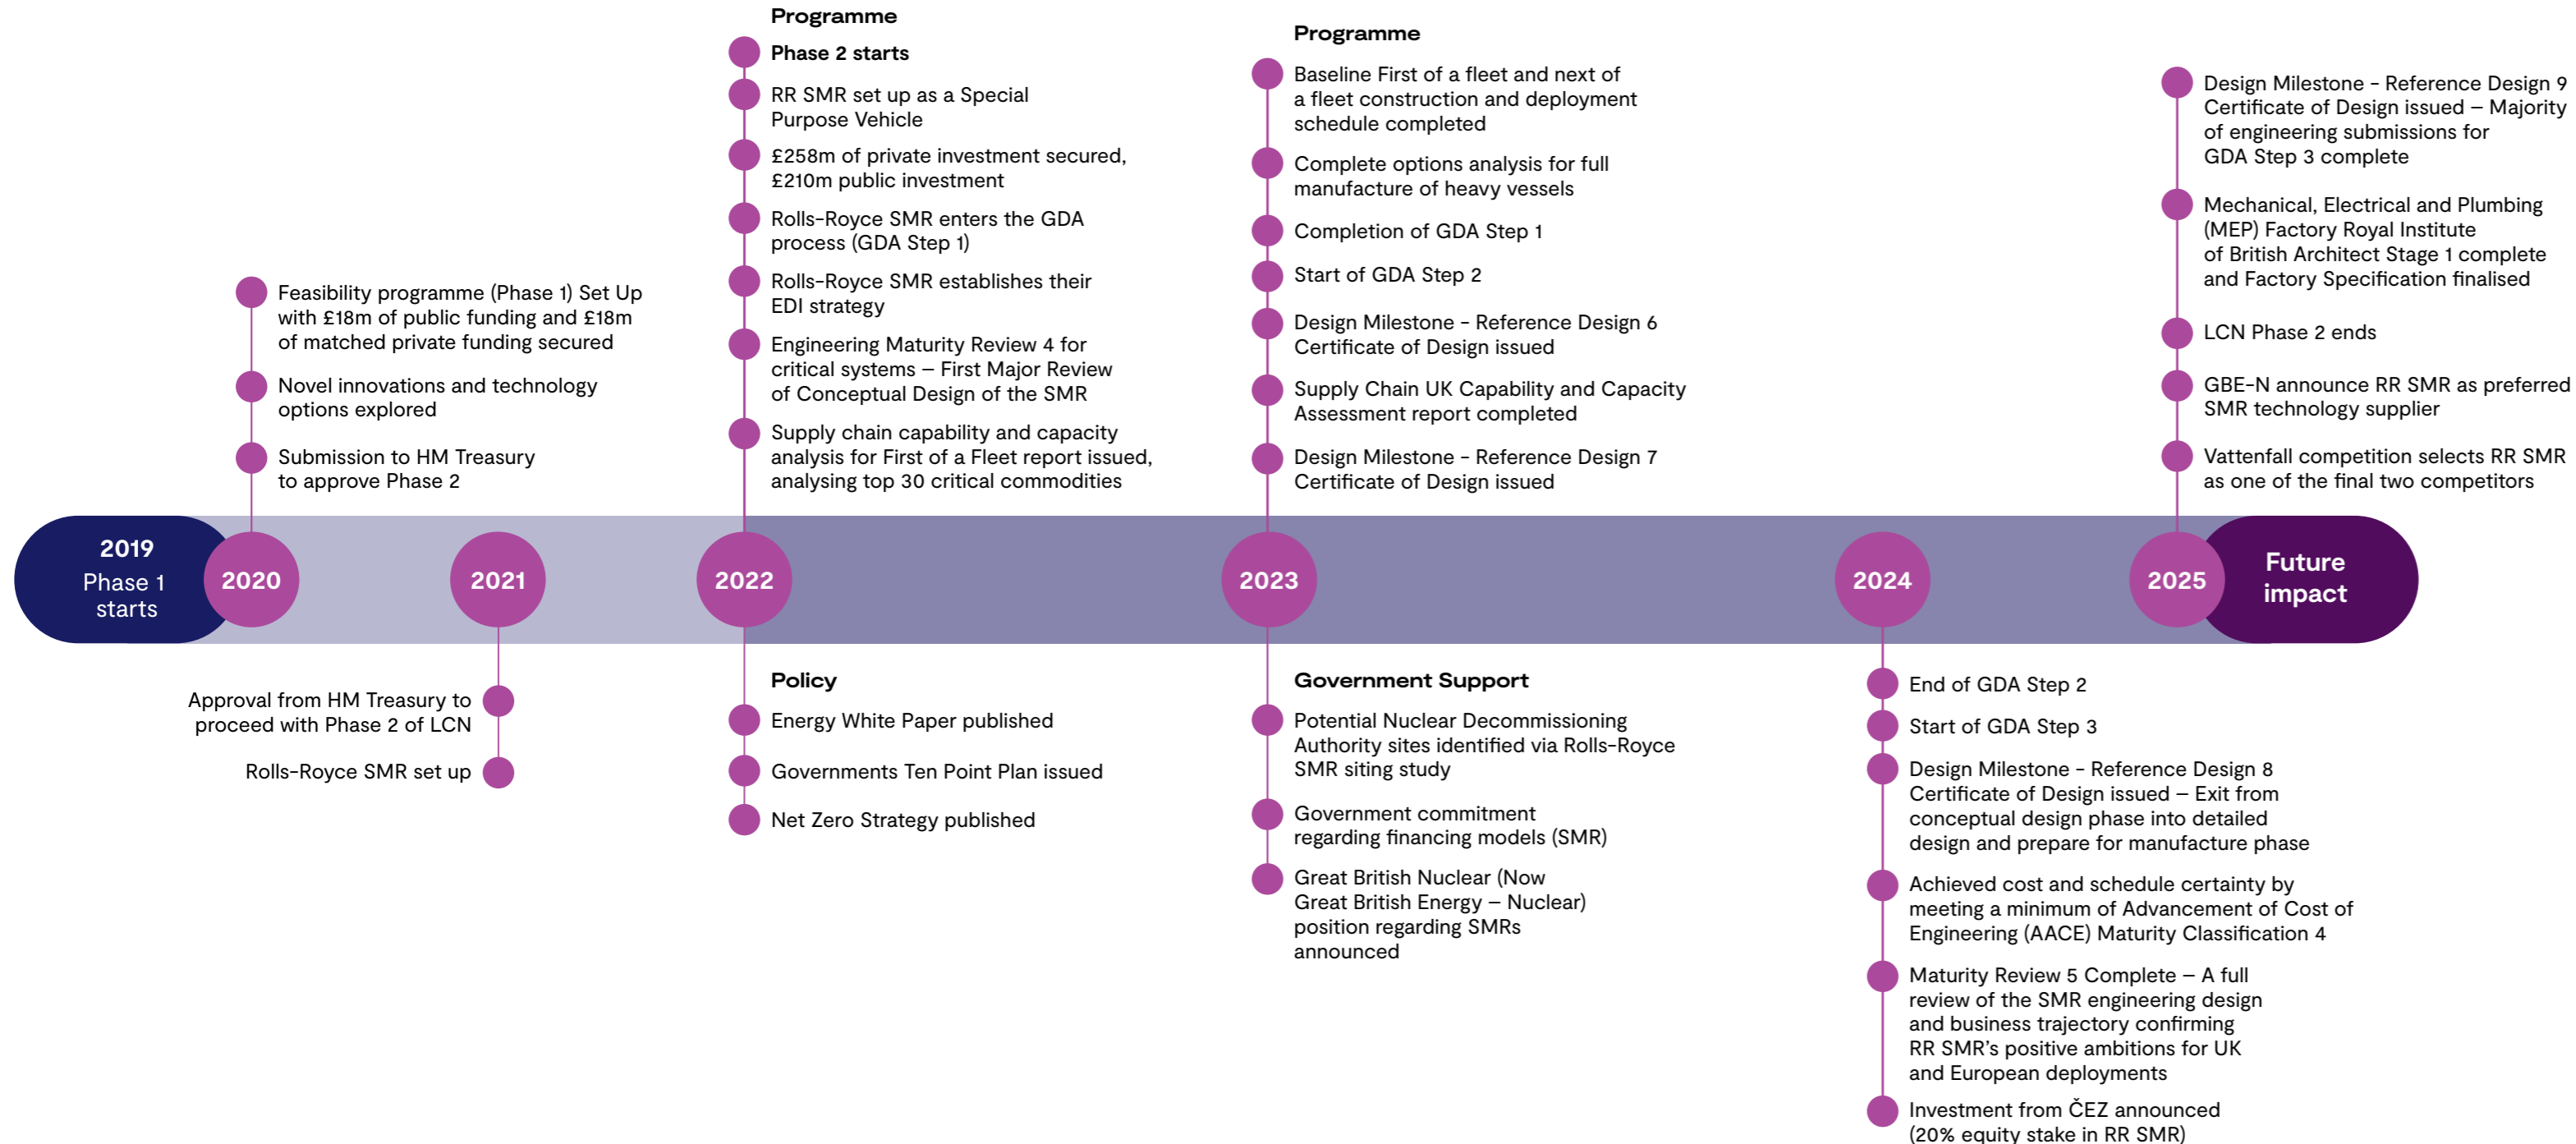 Programme
Phase 2 starts
RR SMR set up as a Special
Purpose Vehicle
£258m of private investment secured,
£210m public investment
Rolls-Royce SMR enters the GDA
process (GDA Step 1)
Rolls-Royce SMR establishes their
EDI strategy
Engineering Maturity Review 4 for
critical systems – First Major Review
of Conceptual Design of the SMR
Supply chain capability and capacity
analysis for First of a Fleet report issued,
analysing top 30 critical commodities
Programme
Baseline First of a fleet and next of
a fleet construction and deployment
schedule completed
Complete options analysis for full
manufacture of heavy vessels
Completion of GDA Step 1
Start of GDA Step 2
Design Milestone - Reference Design 6
Certificate of Design issued
Supply Chain UK Capability and Capacity
Assessment report completed
Design Milestone - Reference Design 7
Certificate of Design issued
Design Milestone - Reference Design 9
Certificate of Design issued – Majority
of engineering submissions for
GDA Step 3 complete
Mechanical, Electrical and Plumbing
(MEP) Factory Royal Institute
of British Architect Stage 1 complete
and Factory Specification finalised
LCN Phase 2 ends
GBE-N announce RR SMR as preferred
SMR technology supplier
Vattenfall competition selects RR SMR
as one of the final two competitors
Feasibility programme (Phase 1) Set Up
with £18m of public funding and £18m
of matched private funding secured
Novel innovations and technology
options explored
Submission to HM Treasury
to approve Phase 2
2019
Phase 1
starts
2020
2021
2022
2023
2024
2025
Future
impact
Approval from HM Treasury to
proceed with Phase 2 of LCN
Rolls-Royce SMR set up
Policy
Energy White Paper published
Governments Ten Point Plan issued
Net Zero Strategy published
Government Support
Potential Nuclear Decommissioning
Authority sites identified via Rolls-Royce
SMR siting study
Government commitment
regarding financing models (SMR)
Great British Nuclear (Now
Great British Energy – Nuclear)
position regarding SMRs
announced
End of GDA Step 2
Start of GDA Step 3
Design Milestone - Reference Design 8
Certificate of Design issued – Exit from
conceptual design phase into detailed
design and prepare for manufacture phase
Achieved cost and schedule certainty by
meeting a minimum of Advancement of Cost of
Engineering (AACE) Maturity Classification 4
Maturity Review 5 Complete – A full
review of the SMR engineering design
and business trajectory confirming
RR SMR's positive ambitions for UK
and European deployments
Investment from ČEZ announced
(20% equity stake in RR SMR)